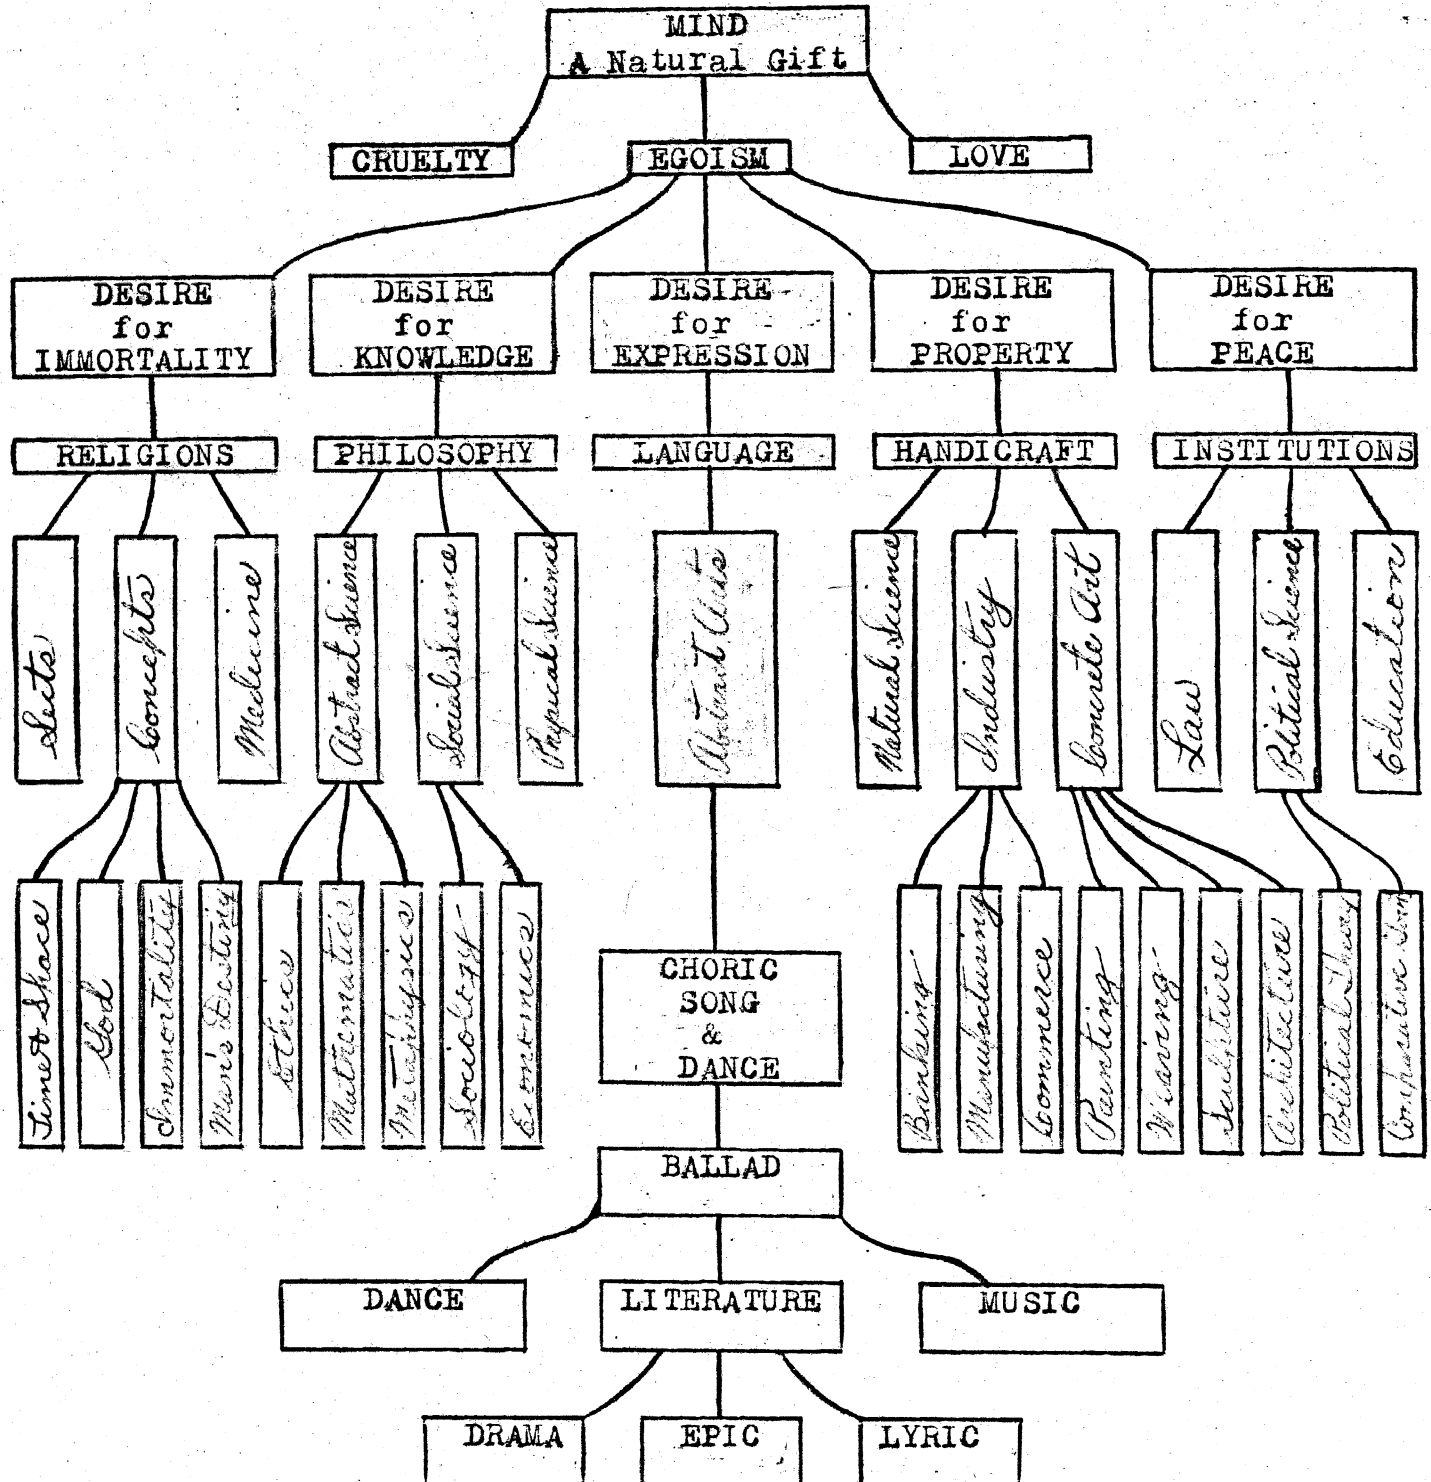 MIND
A Natural Gift
CRUELTY
EGOISM
LOVE
DESIRE
for
IMMORTALITY
DESIRE
for
KNOWLEDGE
DESIRE
for
EXPRESSION
DESIRE
for
PROPERTY
DESIRE
for
PEACE
RELIGIONS
PHILOSOPHY
LANGUAGE
HANDICRAFT
INSTITUTIONS
Sects
Concepts
Medicine
Abstract Science
Social Science
Physical Science
Abstract Arts
Natural Science
Industry
Concrete Art
Law
Political Science
Education
Time & Space
God
Immortality
Man's Destiny
Ethics
Mathematics
Metaphysics
Sociology
Economics
Banking
Manufacturing
Commerce
Painting
Weaving
Sculpture
Architecture
Political Theory
Comparative
CHORIC
SONG
&
DANCE
BALLAD
DANCE
LITERATURE
MUSIC
DRAMA
EPIC
LYRIC